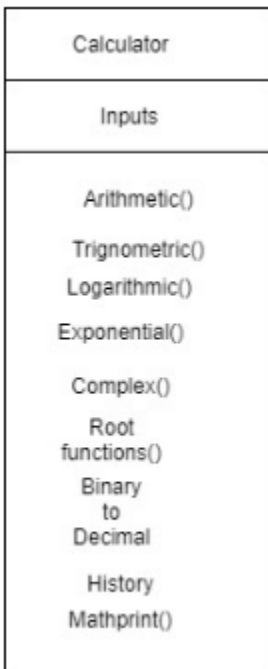 Calculator
Inputs
Arithmetic()
Trignometric()
Logarithmic()
Exponential()
Complex()
Root
functions()
Binary
to
Decimal
History
Mathprint()